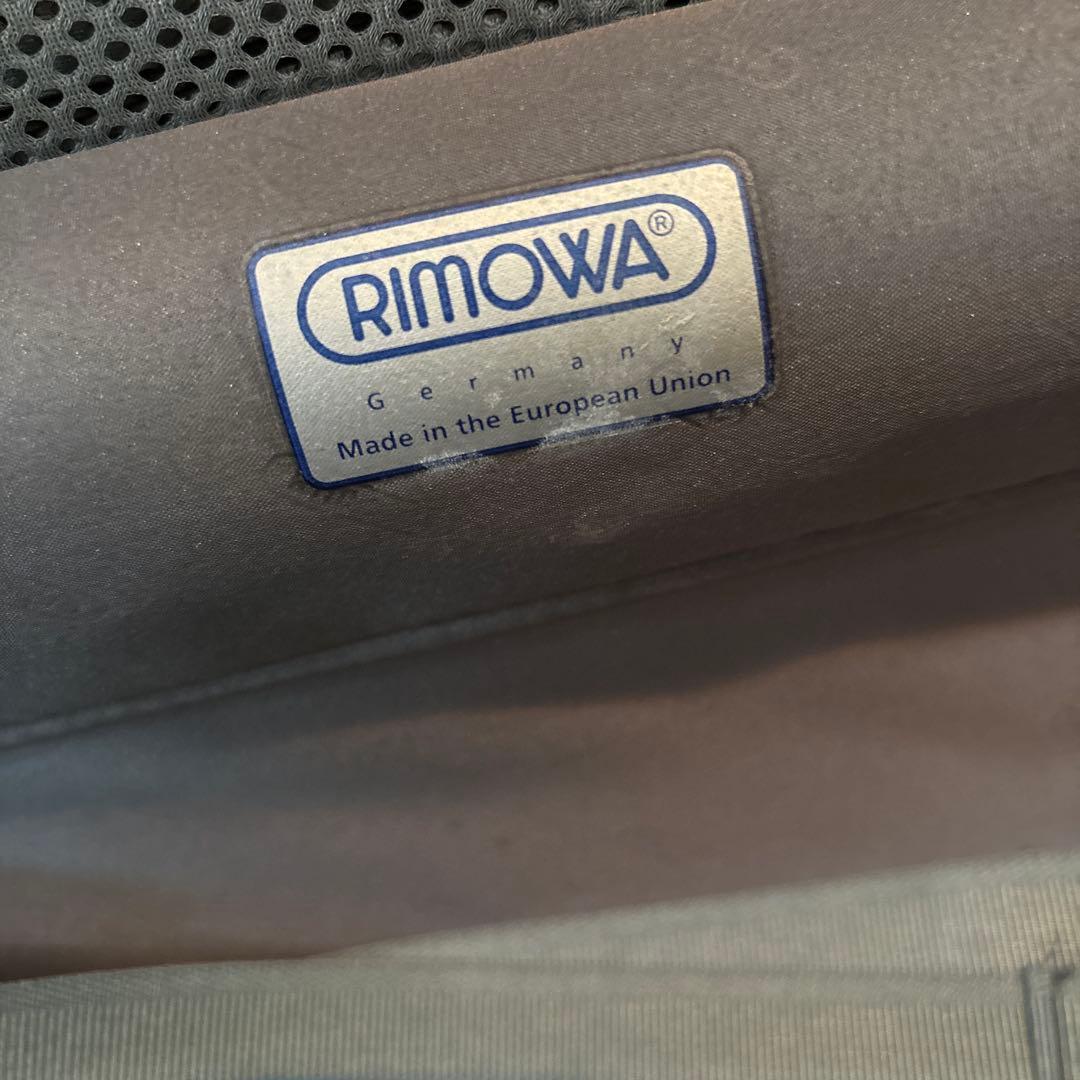 RIMOWA®
Germany
Made in the European Union